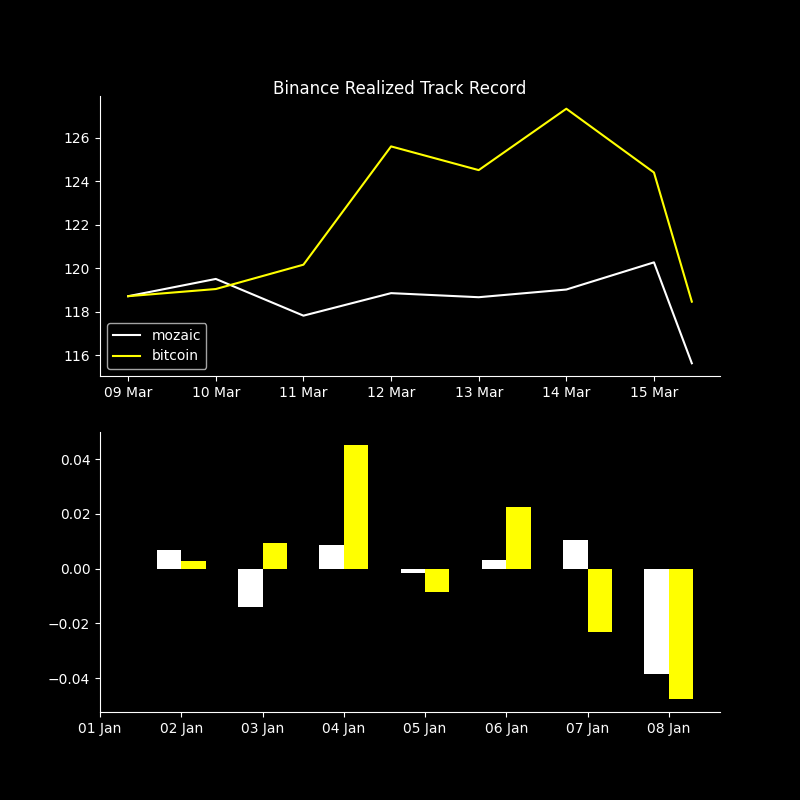 Binance Realized Track Record
126
124
122
120
118
116
mozaic
bitcoin
09 Mar 10 Mar 11 Mar 12 Mar 13 Mar 14 Mar 15 Mar
0.04
0.02
0.00
−0.02
−0.04
01 Jan 02 Jan 03 Jan 04 Jan 05 Jan 06 Jan 07 Jan 08 Jan